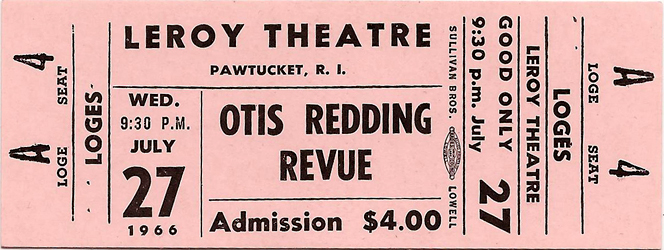 A 4
LOGE SEAT
LOGES
LEROY THEATRE
PAWTUCKET, R. I.
WED.
9:30 P.M.
JULY
27
1966
OTIS REDDING
REVUE
Admission $4.00
SULLIVAN BROS. LOWELL
9:30 p.m. July 27
GOOD ONLY
LEROY THEATRE
LOGES
LOGE SEAT
A 4